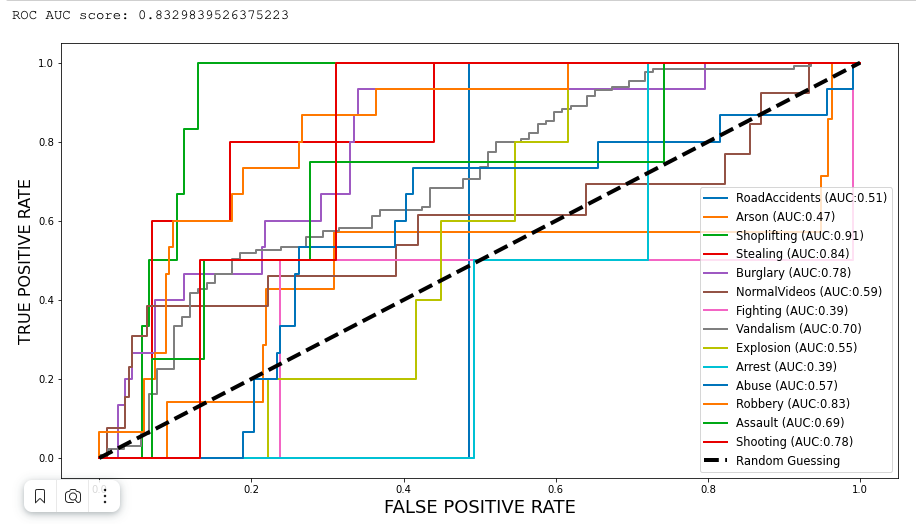 ROC AUC score: 0.8329839526375223
1.0
0.8
0.6
0.4
0.2
0.0
TRUE POSITIVE RATE
RoadAccidents (AUC:0.51)
Arson (AUC:0.47)
Shoplifting (AUC:0.91)
Stealing (AUC:0.84)
Burglary (AUC:0.78)
NormalVideos (AUC:0.59)
Fighting (AUC:0.39)
Vandalism (AUC:0.70)
Explosion (AUC:0.55)
Arrest (AUC:0.39)
Abuse (AUC:0.57)
Robbery (AUC:0.83)
Assault (AUC:0.69)
Shooting (AUC:0.78)
Random Guessing
0.2 0.4 0.6 0.8 1.0
FALSE POSITIVE RATE